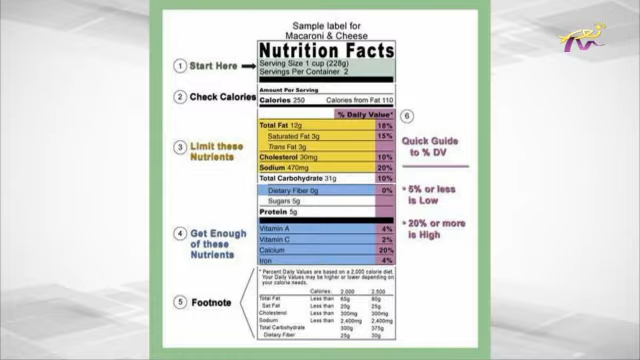 Sample label for
Macaroni & Cheese
Nutrition Facts
1 Start Here
Serving Size 1 cup (228g)
Servings Per Container 2
Amount Per Serving
2 Check Calories
Calories 250 Calories from Fat 110
% Daily Value*
6
Quick Guide
to % DV
• 5% or less
is Low
• 20% or more
is High
3 Limit these
Nutrients
Total Fat 12g 18%
Saturated Fat 3g 15%
Trans Fat 3g
Cholesterol 30mg 10%
Sodium 470mg 20%
Total Carbohydrate 31g 10%
Dietary Fiber 0g 0%
Sugars 5g
Protein 5g
4 Get Enough
of these
Nutrients
Vitamin A 4%
Vitamin C 2%
Calcium 20%
Iron 4%
5 Footnote
* Percent Daily Values are based on a 2,000 calorie diet.
Your Daily Values may be higher or lower depending on
your calorie needs.
Calories: 2,000 2,500
Total Fat Less than 65g 80g
Sat Fat Less than 20g 25g
Cholesterol Less than 300mg 300mg
Sodium Less than 2,400mg 2,400mg
Total Carbohydrate 300g 375g
Dietary Fiber 25g 30g
TV